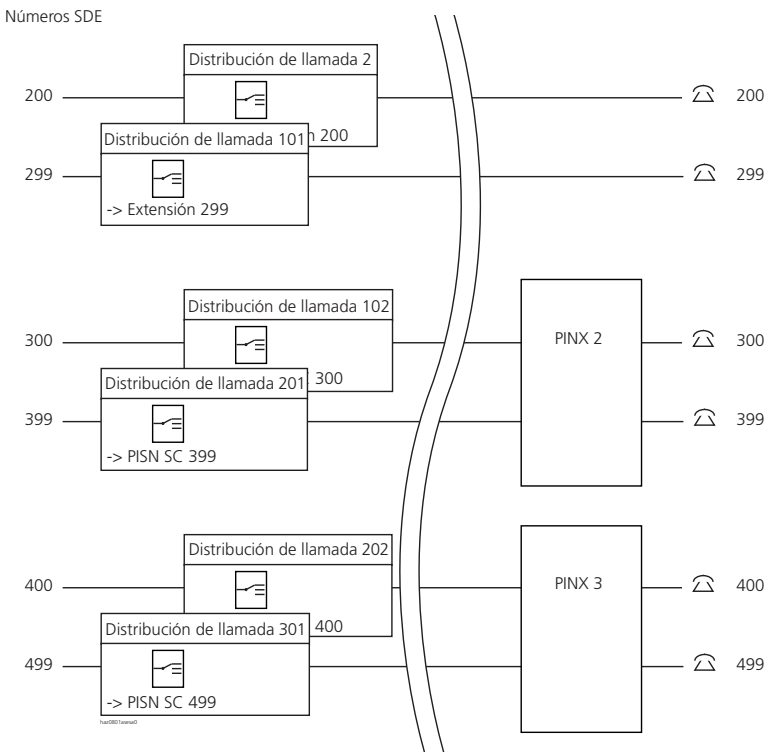 Números SDE
Distribución de llamada 2
200
200
n 200
Distribución de llamada 101
299
299
-> Extensión 299
Distribución de llamada 102
300
PINX 2
300
300
Distribución de llamada 201
399
399
-> PISN SC 399
Distribución de llamada 202
400
PINX 3
400
400
Distribución de llamada 301
499
499
-> PISN SC 499